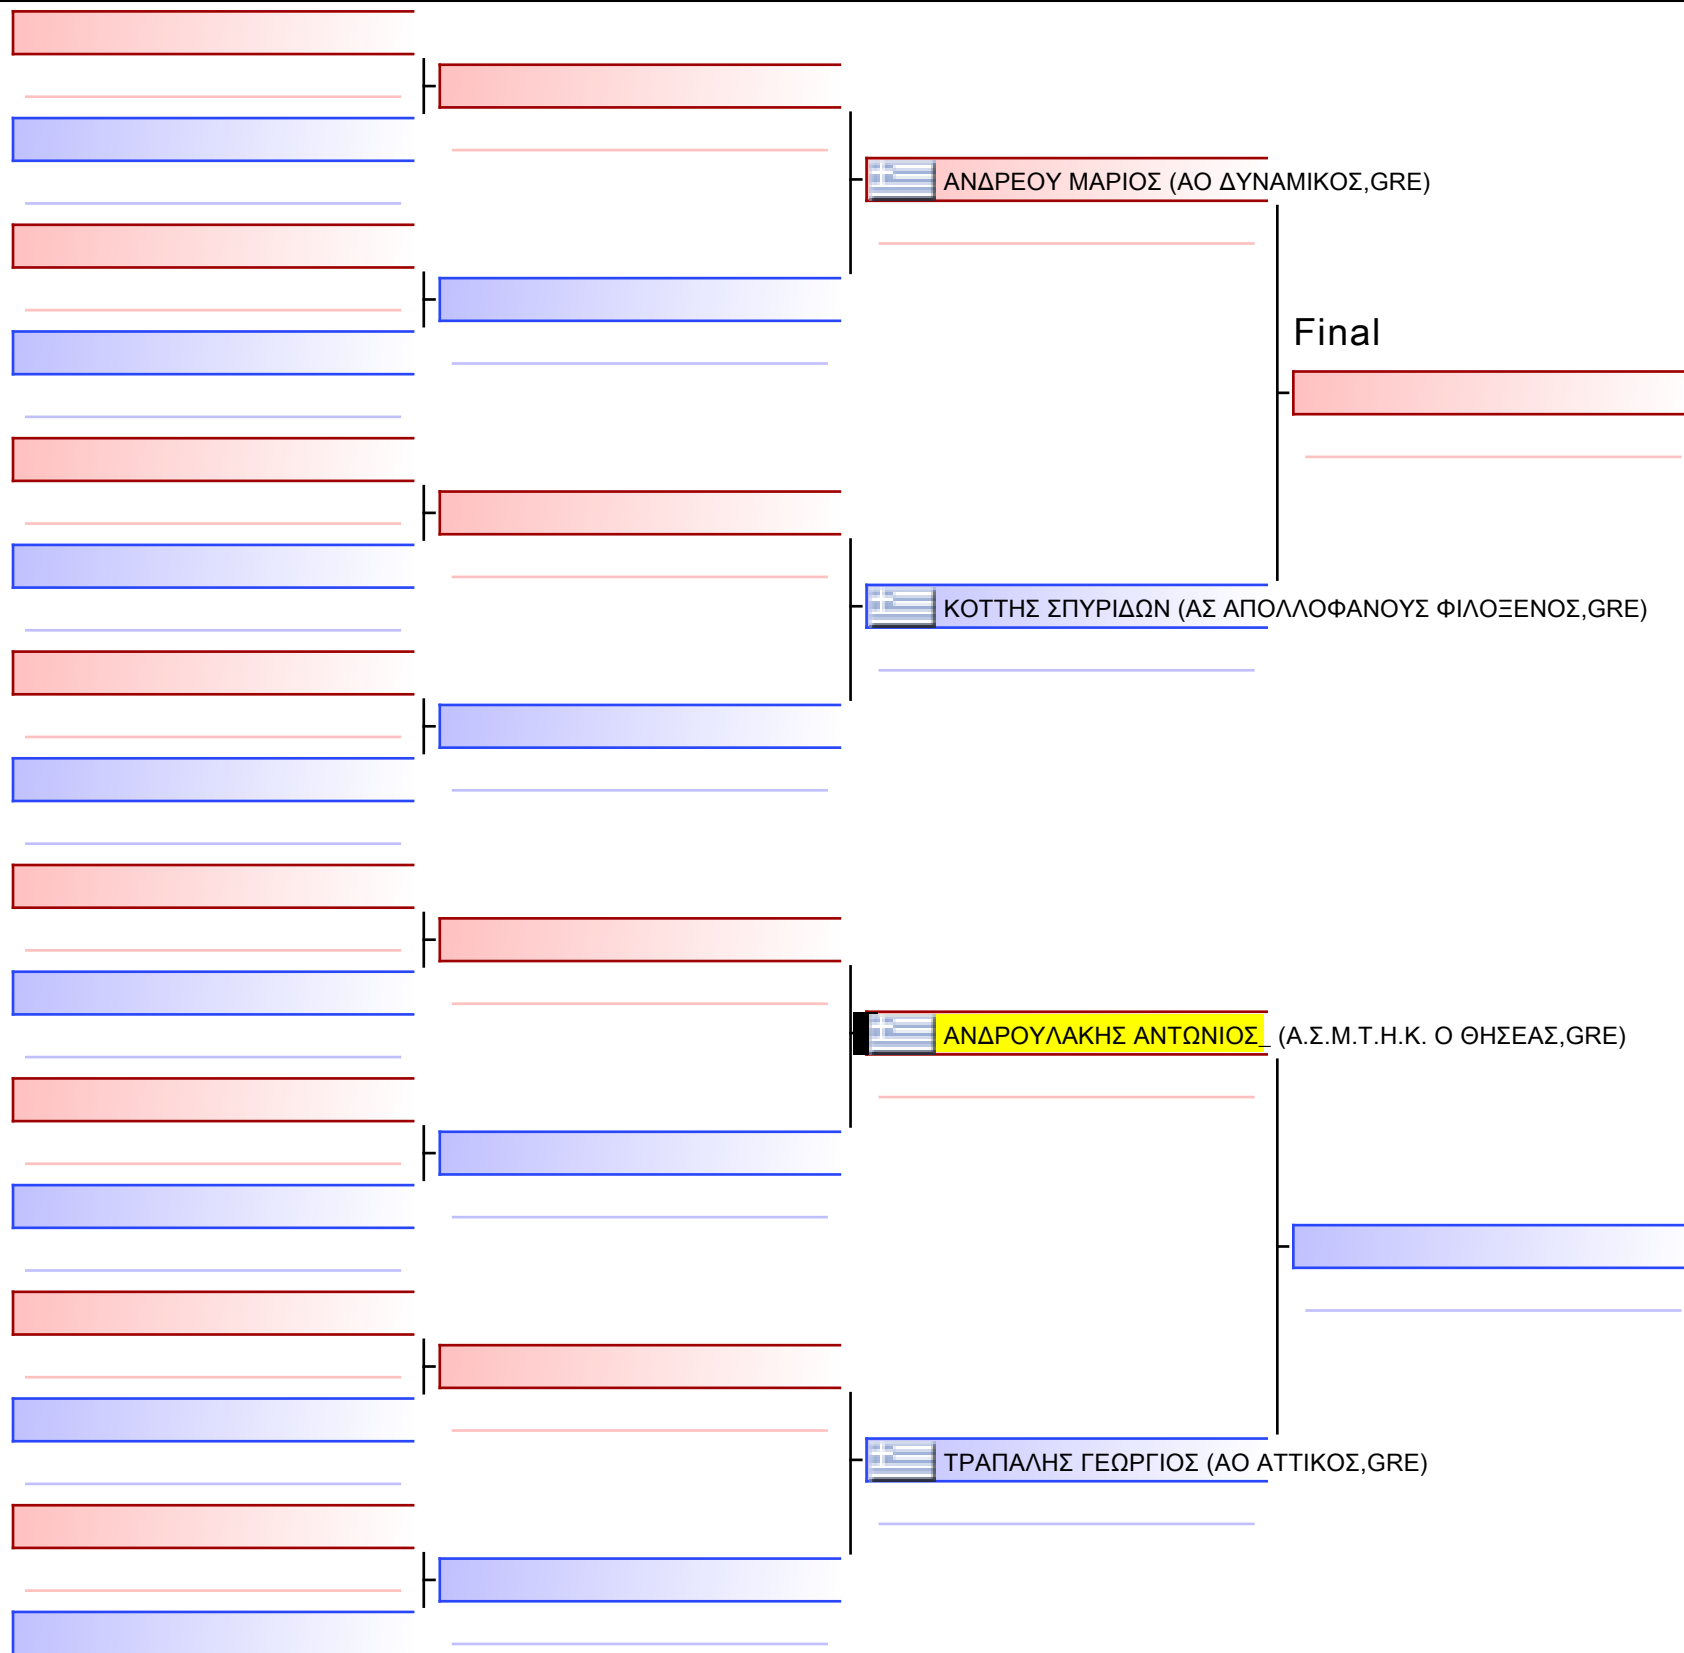 ΑΝΔΡΕΟΥ ΜΑΡΙΟΣ (ΑΟ ΔΥΝΑΜΙΚΟΣ,GRE)
Final
ΚΟΤΤΗΣ ΣΠΥΡΙΔΩΝ (ΑΣ ΑΠΟΛΛΟΦΑΝΟΥΣ ΦΙΛΟΞΕΝΟΣ,GRE)
ΑΝΔΡΟΥΛΑΚΗΣ ΑΝΤΩΝΙΟΣ_ (Α.Σ.Μ.Τ.Η.Κ. Ο ΘΗΣΕΑΣ,GRE)
ΤΡΑΠΑΛΗΣ ΓΕΩΡΓΙΟΣ (ΑΟ ΑΤΤΙΚΟΣ,GRE)